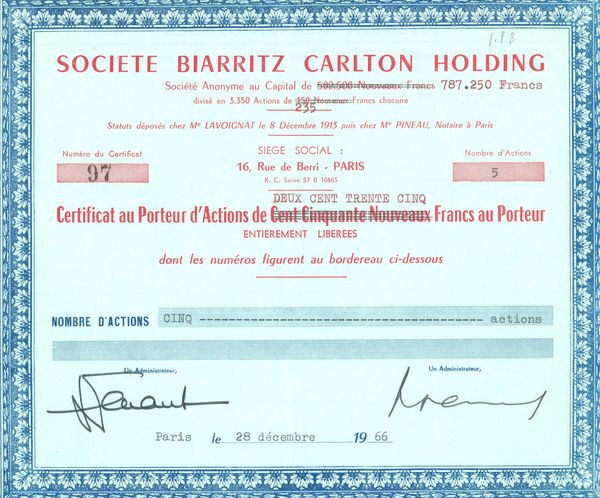 1.8 B
SOCIETE BIARRITZ CARLTON HOLDING
Société Anonyme au Capital de 502.500 Nouveaux Francs 787.250 Francs
divisé en 3.350 Actions de 150 Nouveaux Francs chacune
235
Statuts déposés chez Me LAVOIGNAT le 8 Décembre 1913 puis chez Me PINEAU, Notaire à Paris
SIEGE SOCIAL :
Numéro du Certificat
Nombre d'Actions
16, Rue de Berri - PARIS
97
5
R. C. Seine 57 B 10863
DEUX CENT TRENTE CINQ
Certificat au Porteur d'Actions de Cent Cinquante Nouveaux Francs au Porteur
ENTIEREMENT LIBEREES
dont les numéros figurent au bordereau ci-dessous
NOMBRE D'ACTIONS CINQ ---------------------------------- actions
Un Administrateur,
Un Administrateur,
Paris le 28 décembre 1966